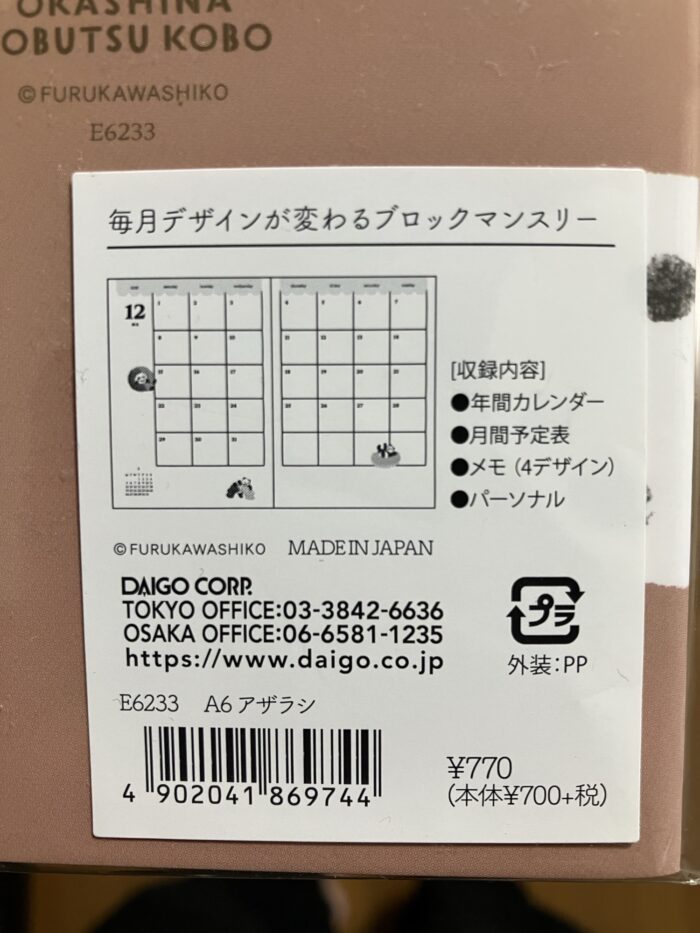 OKASHINA
OBUTSU KOBO
©FURUKAWASHIKO
E6233
毎月デザインが変わるブロックマンスリー
12
[収録内容]
●年間カレンダー
●月間予定表
●メモ（4デザイン）
●パーソナル
©FURUKAWASHIKO MADE IN JAPAN
DAIGO CORP.
TOKYO OFFICE:03-3842-6636
OSAKA OFFICE:06-6581-1235
https://www.daigo.co.jp
プラ
外装：PP
E6233 A6 アザラシ
4 902041 869744
¥770
（本体¥700+税）